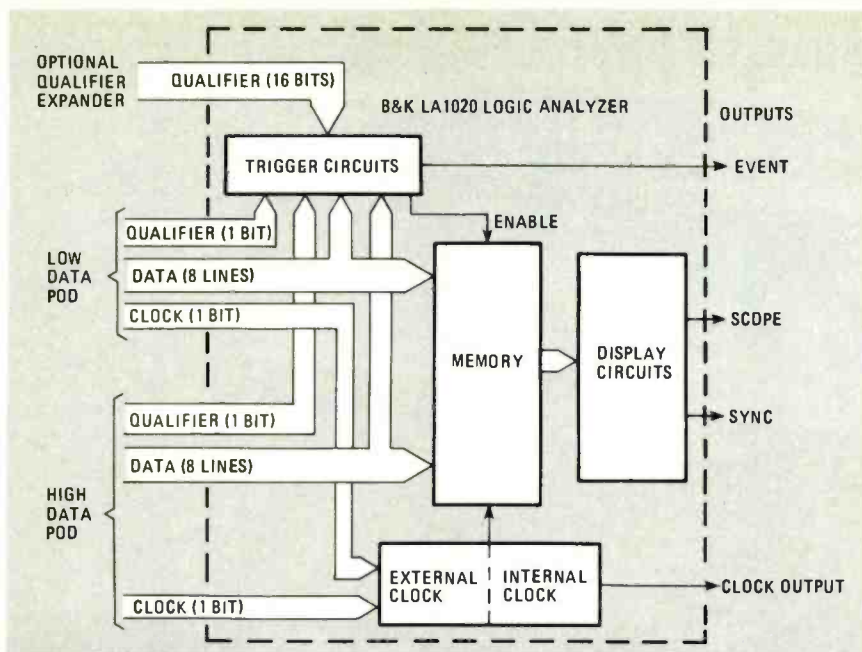 OPTIONAL
QUALIFIER
EXPANDER
QUALIFIER (16 BITS)
B&K LA1020 LOGIC ANALYZER
OUTPUTS
TRIGGER CIRCUITS
EVENT
ENABLE
QUALIFIER (1 BIT)
LOW
DATA
POD
DATA (8 LINES)
CLOCK (1 BIT)
MEMORY
DISPLAY
CIRCUITS
SCDPE
SYNC
QUALIFIER (1 BIT)
DATA (8 LINES)
HIGH
DATA
POD
CLOCK (1 BIT)
EXTERNAL
CLOCK
INTERNAL
CLOCK
CLOCK OUTPUT